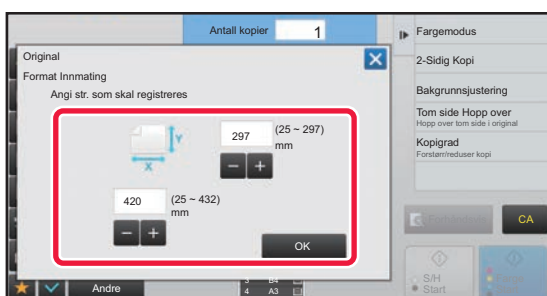 Antall kopier 1
Original
Format Innmating
Angi str. som skal registreres
Y
X
297
(25 ~ 297)
mm
420
(25 ~ 432)
mm
OK
Fargemodus
2-Sidig Kopi
Bakgrunnsjustering
Tom side Hopp over
Hopp over tom side i original
Kopigrad
Forstørr/reduser kopi
CA
S/H
Start
Andre
3 B4
4 A3